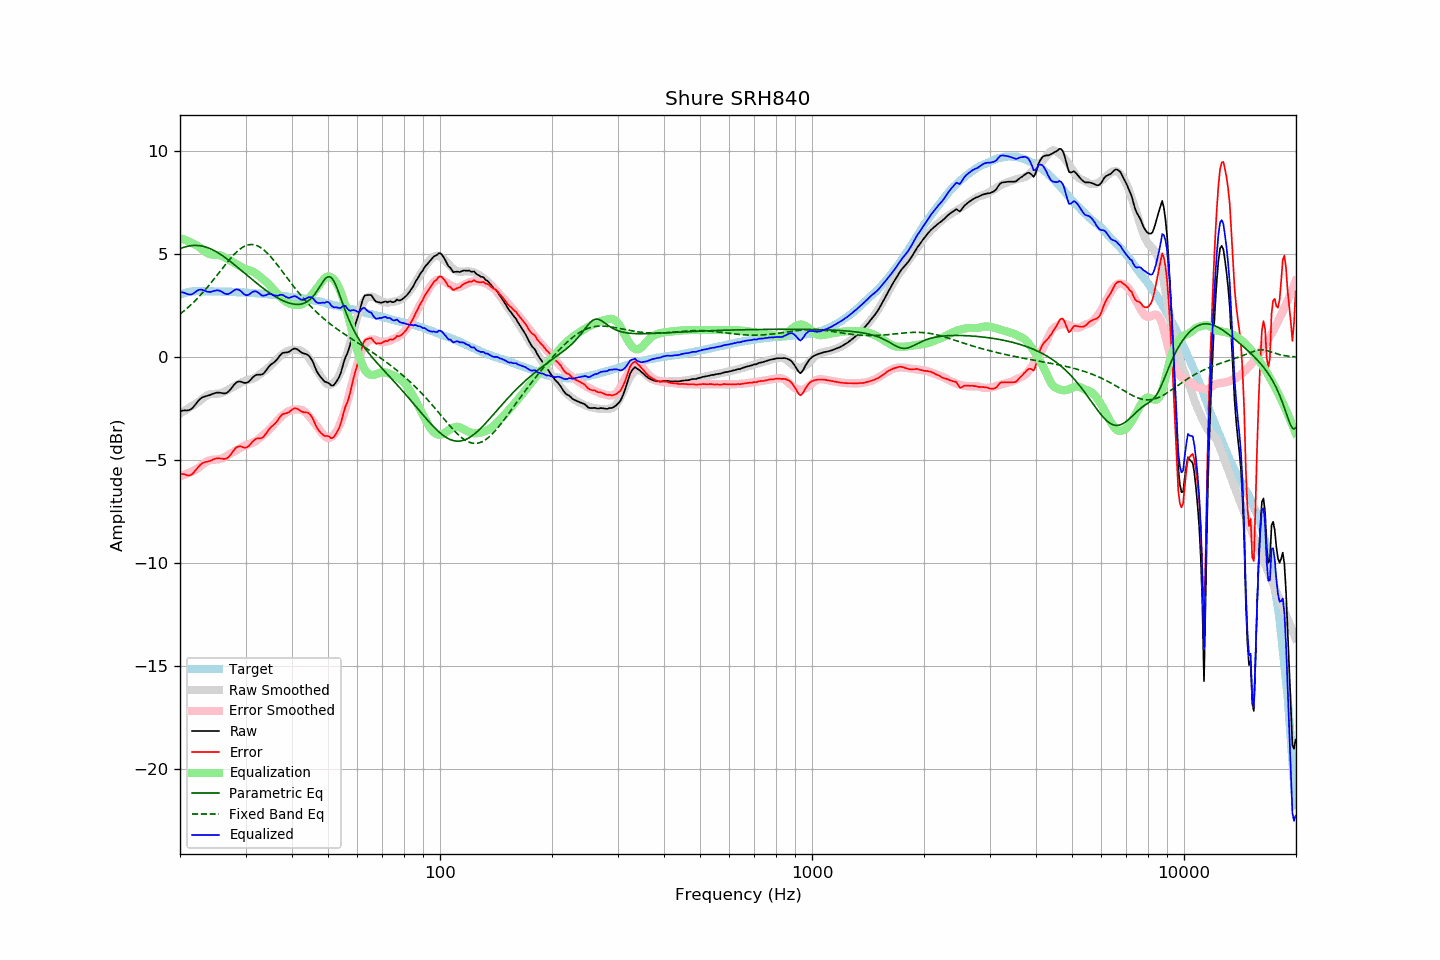 Shure SRH840
10
5
0
−5
−10
−15
−20
Amplitude (dBr)
Target
Raw Smoothed
Error Smoothed
Raw
Error
Equalization
Parametric Eq
Fixed Band Eq
Equalized
100
1000
10000
Frequency (Hz)